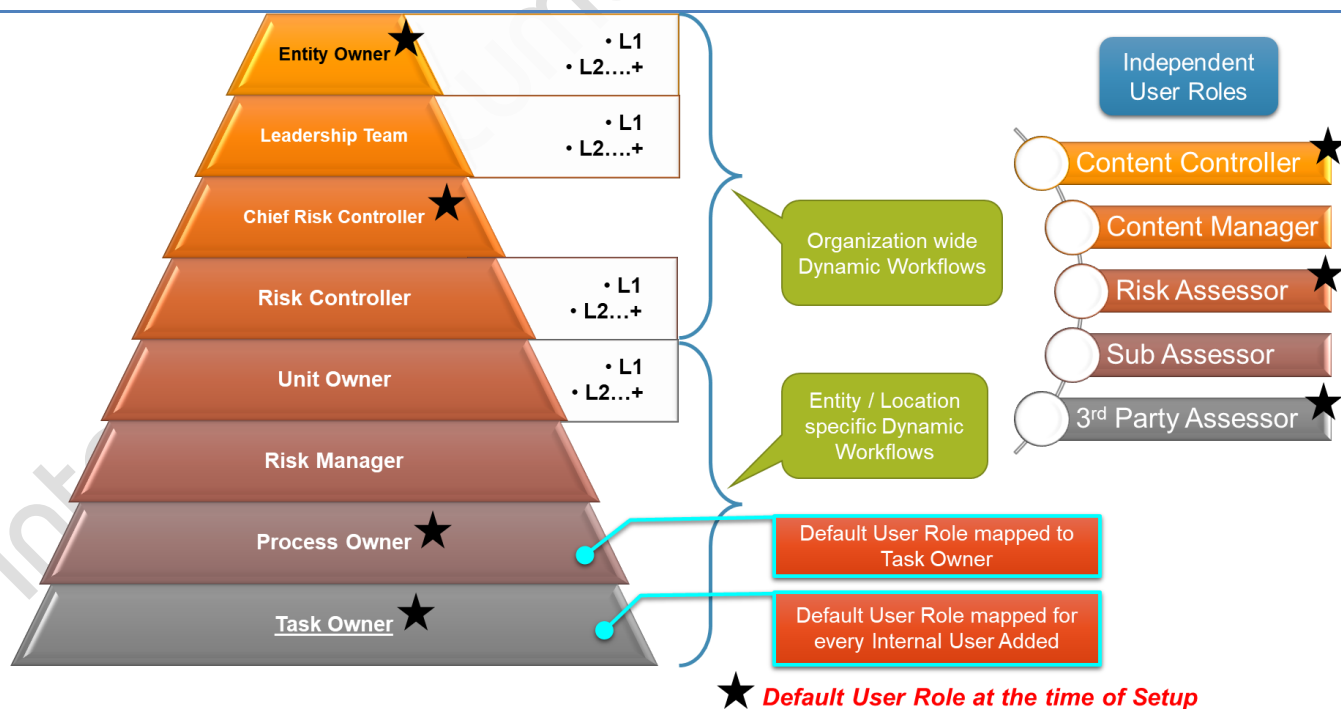 Entity Owner
• L1
• L2....+
Leadership Team
• L1
• L2....+
Chief Risk Controller
Risk Controller
• L1
• L2...+
Unit Owner
• L1
• L2...+
Risk Manager
Process Owner
Task Owner
Organization wide
Dynamic Workflows
Entity / Location
specific Dynamic
Workflows
Default User Role mapped to
Task Owner
Default User Role mapped for
every Internal User Added
Independent
User Roles
Content Controller
Content Manager
Risk Assessor
Sub Assessor
3rd Party Assessor
Default User Role at the time of Setup